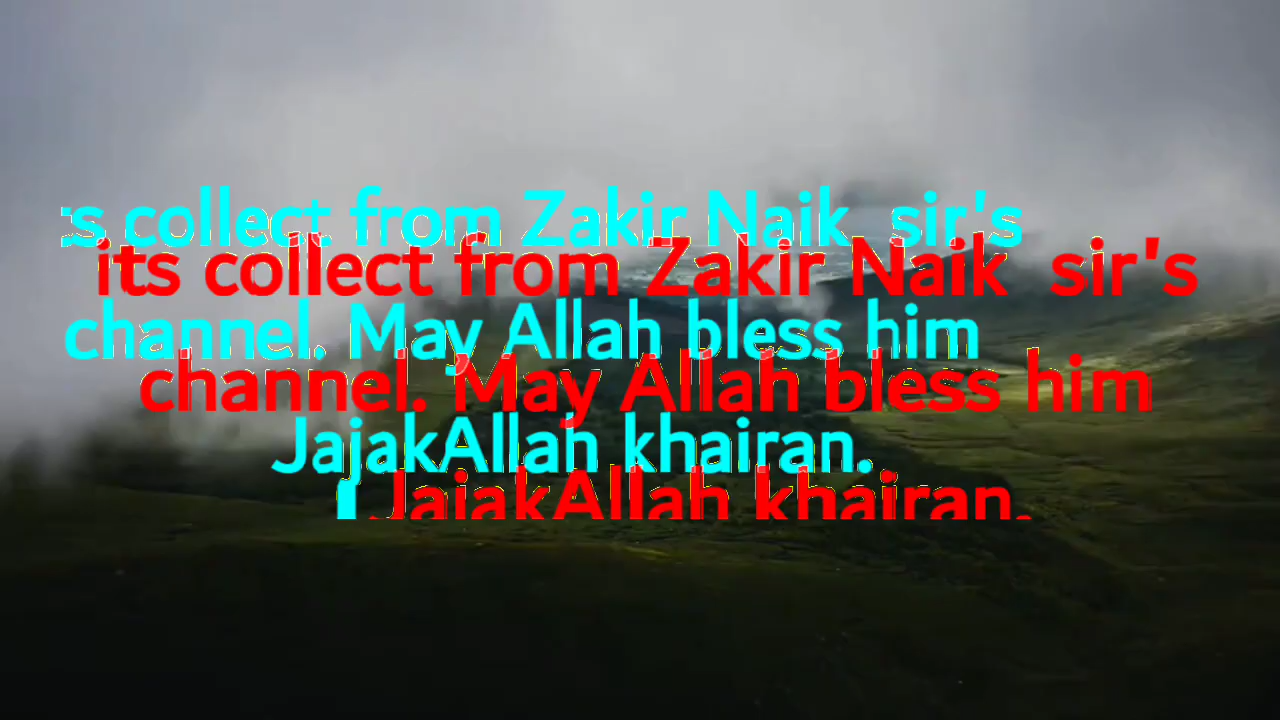 s collect from Zakir Naik sir's
its collect from Zakir Naik sir's
channel. May Allah bless him
channel. May Allah bless him
JajakAllah khairan.
JajakAllah khairan.